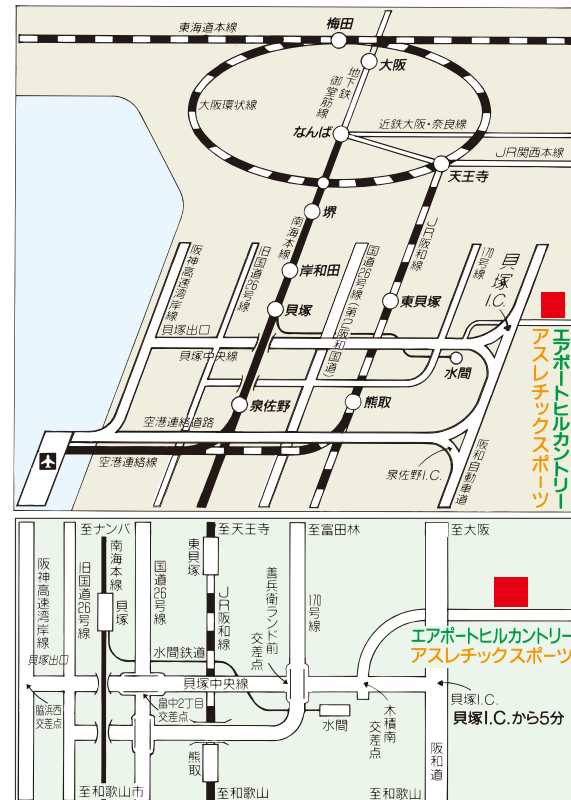 梅田
東海道本線
大阪
地下鉄
御堂筋線
大阪環状線
なんば
近鉄大阪・奈良線
JR関西本線
天王寺
堺
南海本線
JR阪和線
阪神高速湾岸線
旧国道26号線
国道26号線(第2阪和国道)
170号線
貝塚I.C.
岸和田
貝塚
東貝塚
貝塚出口
貝塚中央線
水間
エアポートヒルカントリー
アスレチックスポーツ
泉佐野
熊取
空港連絡道路
空港連絡線
泉佐野I.C.
阪和自動車道
至ナンバ
至天王寺
至富田林
至大阪
阪神高速湾岸線
旧国道26号線
南海本線
貝塚
国道26号線
東貝塚
JR阪和線
善兵衛ランド前
交差点
170号線
エアポートヒルカントリー
アスレチックスポーツ
水間鉄道
貝塚出口
貝塚中央線
脇浜西
交差点
畠中2丁目
交差点
水間
木積南
交差点
貝塚I.C.
貝塚I.C.から5分
熊取
阪和道
至和歌山市
至和歌山
至和歌山